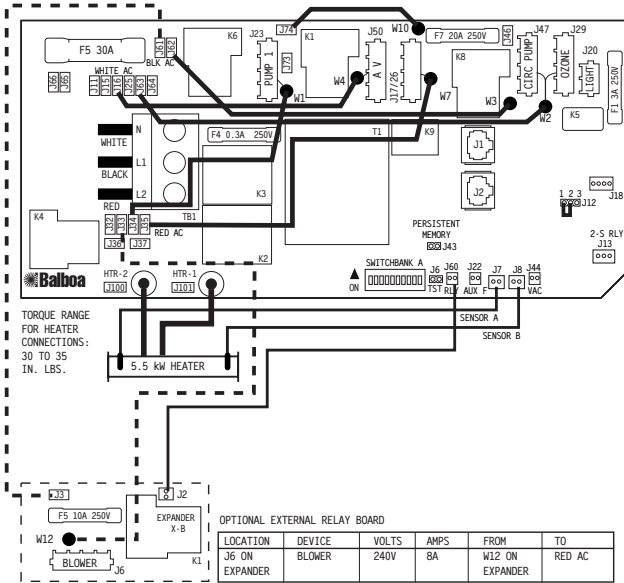 F5 30A
J61
J62
BLK AC
K6
J23
PUMP 1
J74
J73
K1
W10
J50
A V
J17/26
F7 20A 250V
J46
J47
CIRC PUMP
J29
OZONE
J20
LIGHT
F1 3A 250V
K8
K5
J66
J65
WHITE AC
J11
J15
J16
J25
J63
J64
W1
W4
W7
W3
W2
N
WHITE
L1
BLACK
L2
RED
TB1
F4 0.3A 250V
K3
K2
T1
K9
J1
J2
1 2 3
J12
J18
2-S RLY
J13
K4
J32
J33
J34
J35
RED AC
J36
J37
PERSISTENT
MEMORY
J43
Balboa
HTR-2
J100
HTR-1
J101
ON
SWITCHBANK A
J6
TST
J60
RLY
J22
AUX F
J7
J8
J44
VAC
SENSOR A
SENSOR B
TORQUE RANGE
FOR HEATER
CONNECTIONS:
30 TO 35
IN. LBS.
5.5 kW HEATER
J3
J2
F5 10A 250V
EXPANDER
X-B
K1
W12
BLOWER
J6
OPTIONAL EXTERNAL RELAY BOARD
LOCATION DEVICE VOLTS AMPS FROM TO
J6 ON BLOWER 240V 8A W12 ON RED AC
EXPANDER EXPANDER